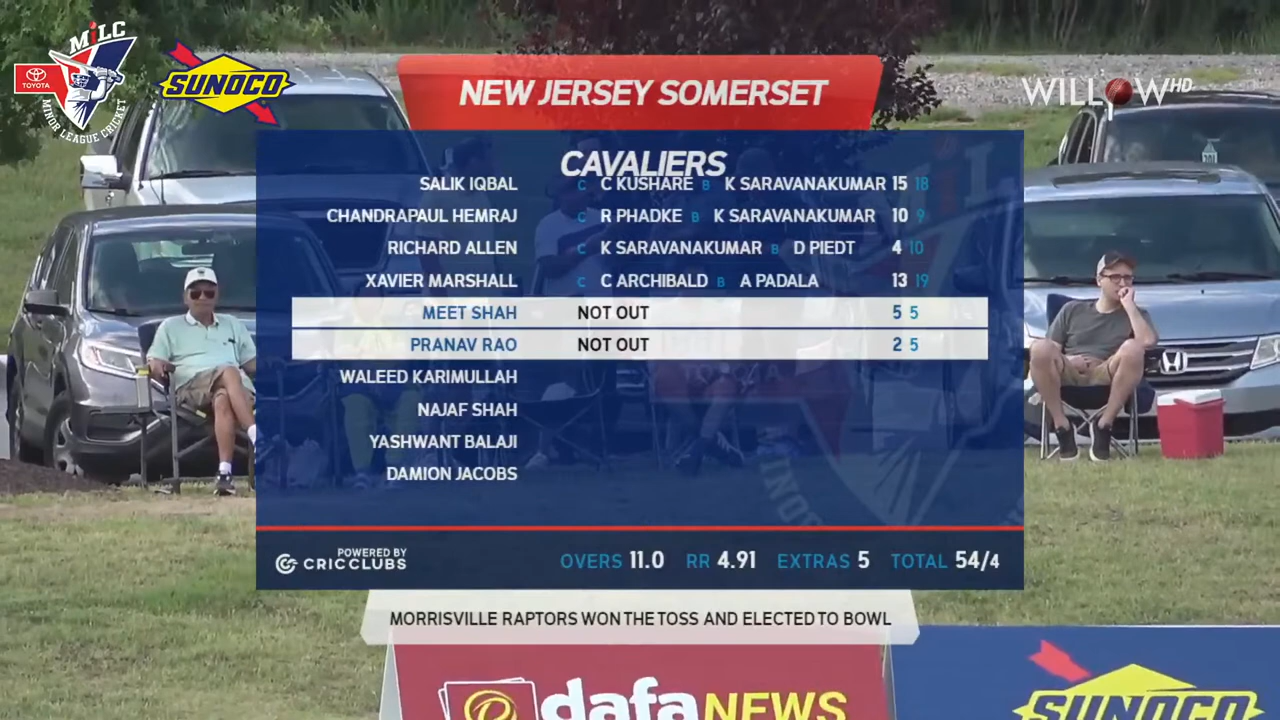 MiLC
TOYOTA
MINOR LEAGUE CRICKET
SUNOCO
WILLOW HD
NEW JERSEY SOMERSET
CAVALIERS
SALIK IQBAL C C KUSHARE B K SARAVANAKUMAR 15 18
CHANDRAPAUL HEMRAJ C R PHADKE B K SARAVANAKUMAR 10 9
RICHARD ALLEN C K SARAVANAKUMAR B D PIEDT 4 10
XAVIER MARSHALL C C ARCHIBALD B A PADALA 13 19
MEET SHAH NOT OUT 5 5
PRANAV RAO NOT OUT 2 5
WALEED KARIMULLAH
NAJAF SHAH
YASHWANT BALAJI
DAMION JACOBS
POWERED BY
CRICCLUBS
OVERS 11.0 RR 4.91 EXTRAS 5 TOTAL 54/4
MORRISVILLE RAPTORS WON THE TOSS AND ELECTED TO BOWL
dafaNEWS
SUNOCO